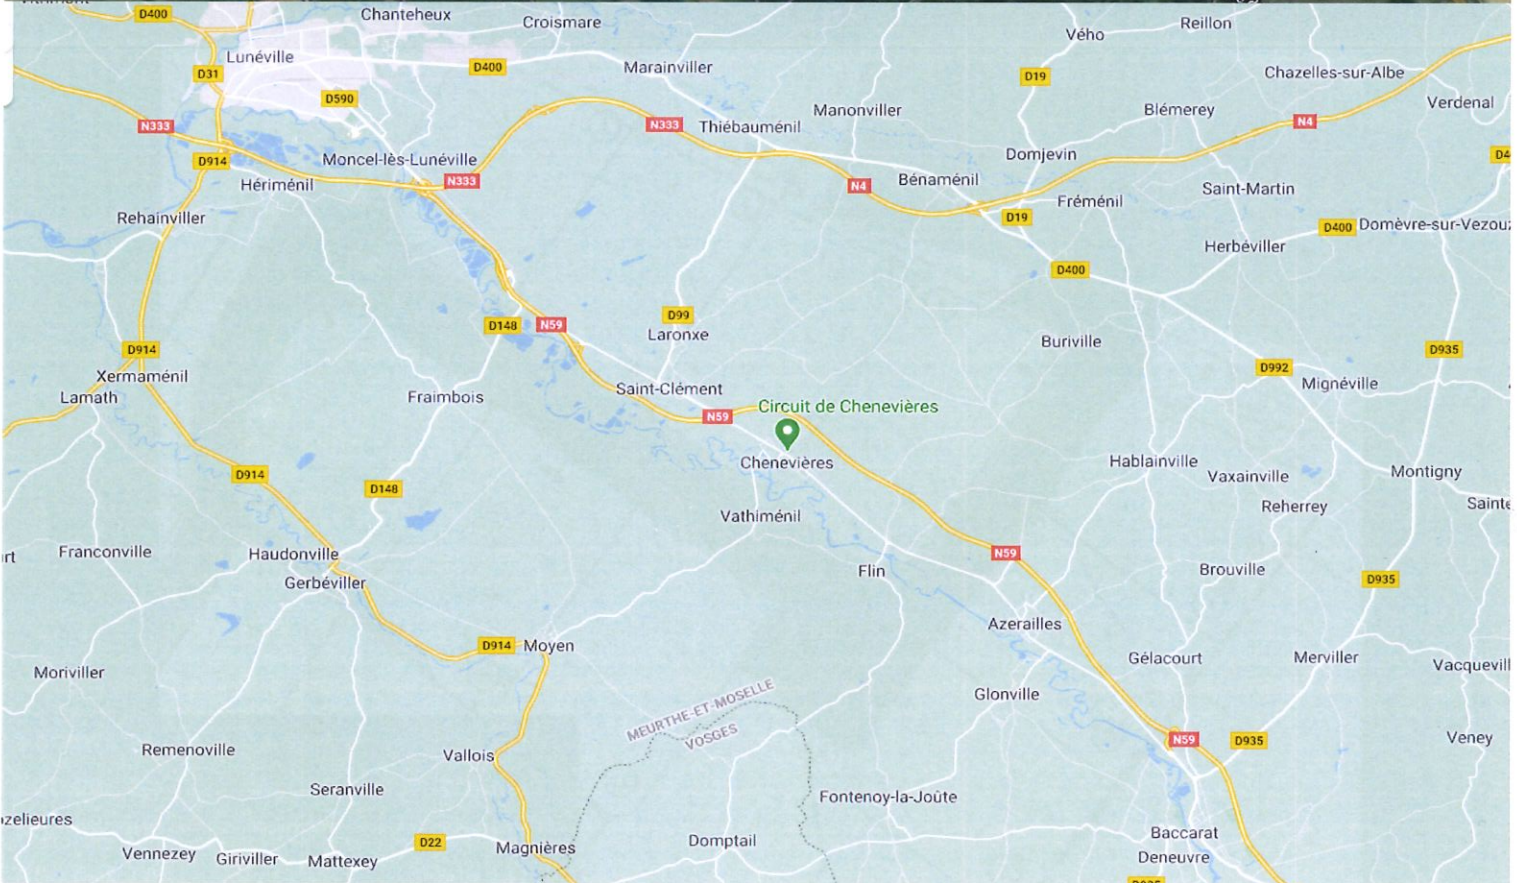 D400
Chanteheux
Croismare
Vého
Reillon
Lunéville
D31
D400
Marainviller
D19
Chazelles-sur-Albe
D590
Manonviller
Blémerey
Verdenal
N333
N333
Thiébauménil
N4
D914
Moncel-lès-Lunéville
Domjevin
Hériménil
N333
N4
Bénaménil
Saint-Martin
Fréménil
Rehainviller
D19
D400
Domèvre-sur-Vezouz
Herbéviller
D400
D148
N59
D99
Laronxe
Buriville
D914
D935
Xermaménil
D992
Mignéville
Lamath
Fraimbois
Saint-Clément
N59
Circuit de Chenevières
Chenevières
Hablainville
Vaxainville
Montigny
D914
D148
Reherrey
Sainte
Vathiménil
Franconville
Haudonville
N59
Gerbéviller
Flin
Brouville
D935
Azerailles
D914
Moyen
Gélacourt
Merviller
Moriviller
Vacquevill
Glonville
MEURTHE-ET-MOSELLE
VOSGES
Remenoville
Vallois
N59
D935
Veney
Seranville
Fontenoy-la-Joûte
ozelieures
D22
Magnières
Domptail
Baccarat
Vennezey
Giriviller
Mattexey
Deneuvre